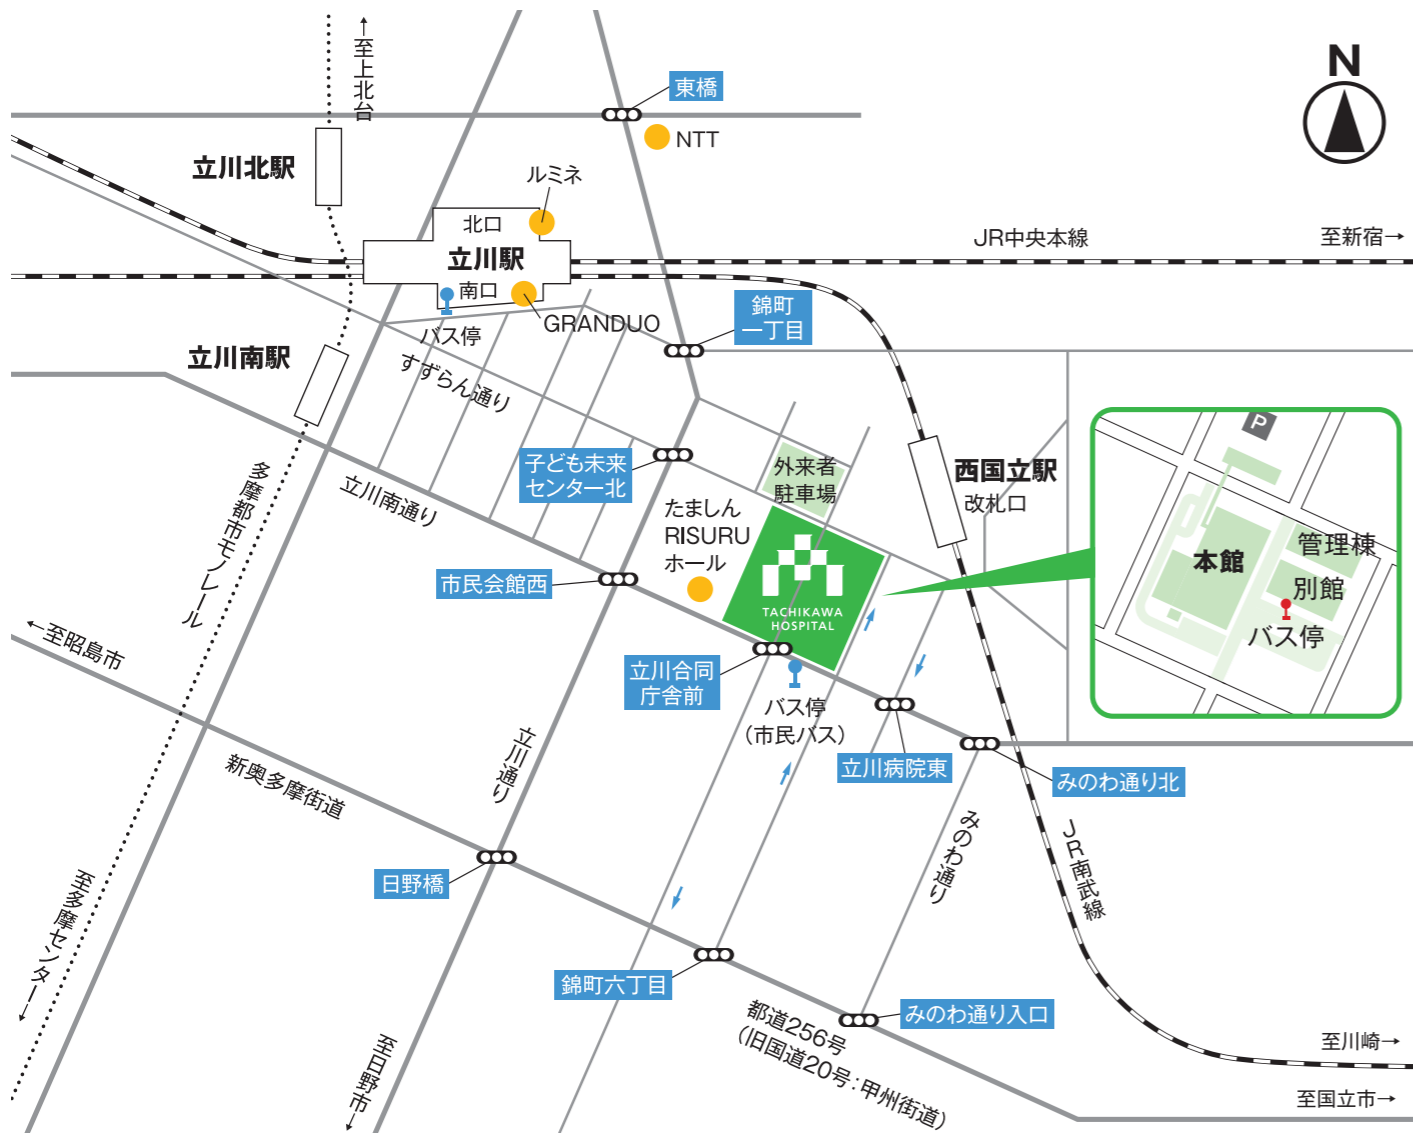 ←至上北台
東橋
N
NTT
立川北駅
ルミネ
北口
立川駅
南口
JR中央本線
至新宿→
GRANDUO
バス停
錦町
一丁目
立川南駅
すずらん通り
P
子ども未来
センター北
外来者
駐車場
西国立駅
改札口
立川南通り
多摩都市モノレール
たましん
RISURU
ホール
本館
管理棟
別館
バス停
市民会館西
TACHIKAWA
HOSPITAL
←至昭島市
立川合同
庁舎前
バス停
（市民バス）
立川通り
立川病院東
みのわ通り北
新奥多摩街道
みのわ通り
JR南武線
日野橋
至多摩センター→
錦町六丁目
都道256号
（旧国道20号：甲州街道）
みのわ通り入口
至川崎→
至日野市→
至国立市→